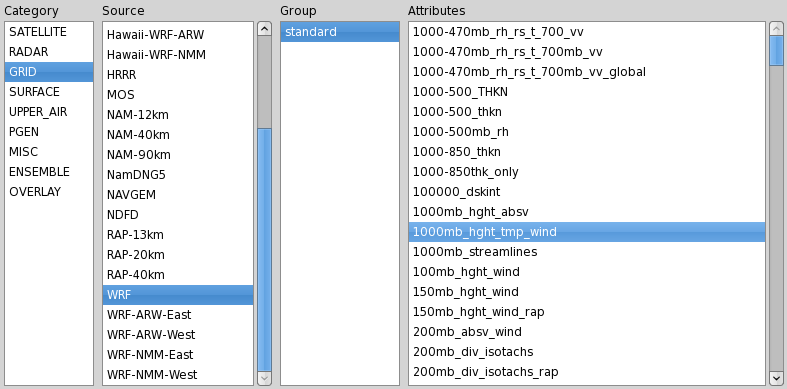 Category
SATELLITE
RADAR
GRID
SURFACE
UPPER_AIR
PGEN
MISC
ENSEMBLE
OVERLAY
Source
Hawaii-WRF-ARW
Hawaii-WRF-NMM
HRRR
MOS
NAM-12km
NAM-40km
NAM-90km
NamDNG5
NAVGEM
NDFD
RAP-13km
RAP-20km
RAP-40km
WRF
WRF-ARW-East
WRF-ARW-West
WRF-NMM-East
WRF-NMM-West
Group
standard
Attributes
1000-470mb_rh_rs_t_700_vv
1000-470mb_rh_rs_t_700mb_vv
1000-470mb_rh_rs_t_700mb_vv_global
1000-500_THKN
1000-500_thkn
1000-500mb_rh
1000-850_thkn
1000-850thk_only
100000_dskint
1000mb_hght_absv
1000mb_hght_tmp_wind
1000mb_streamlines
100mb_hght_wind
150mb_hght_wind
150mb_hght_wind_rap
200mb_absv_wind
200mb_div_isotachs
200mb_div_isotachs_rap